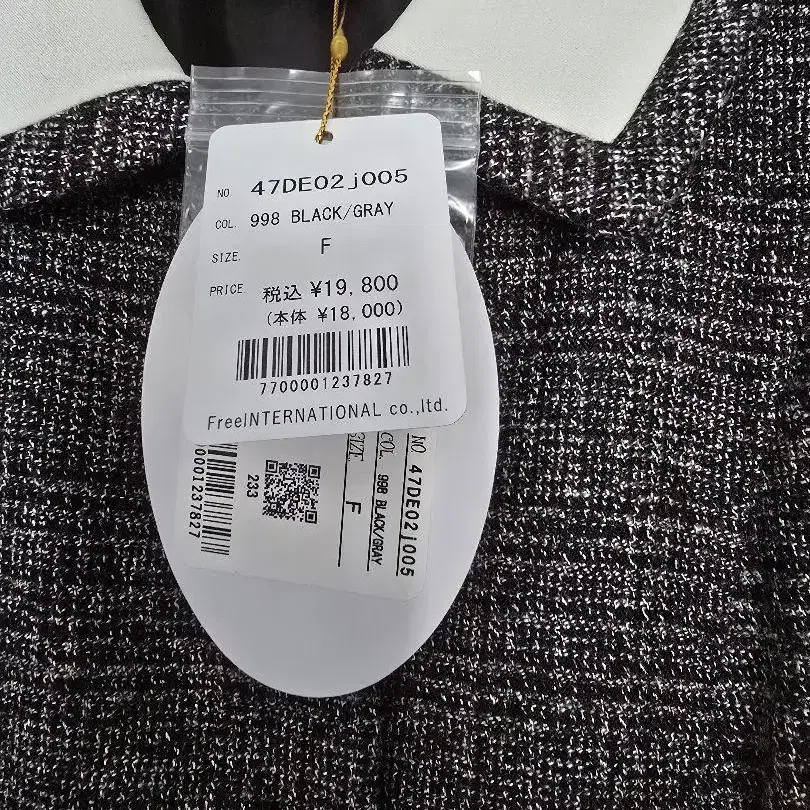 NO. 47DE02j005
COL. 998 BLACK/GRAY
SIZE. F
PRICE 税込 ¥19,800
(本体 ¥18,000)
7700001237827
FreeINTERNATIONAL co.,ltd.
NO. 47DE02j005
COL. 998 BLACK/GRAY
SIZE. F
233
0001237827